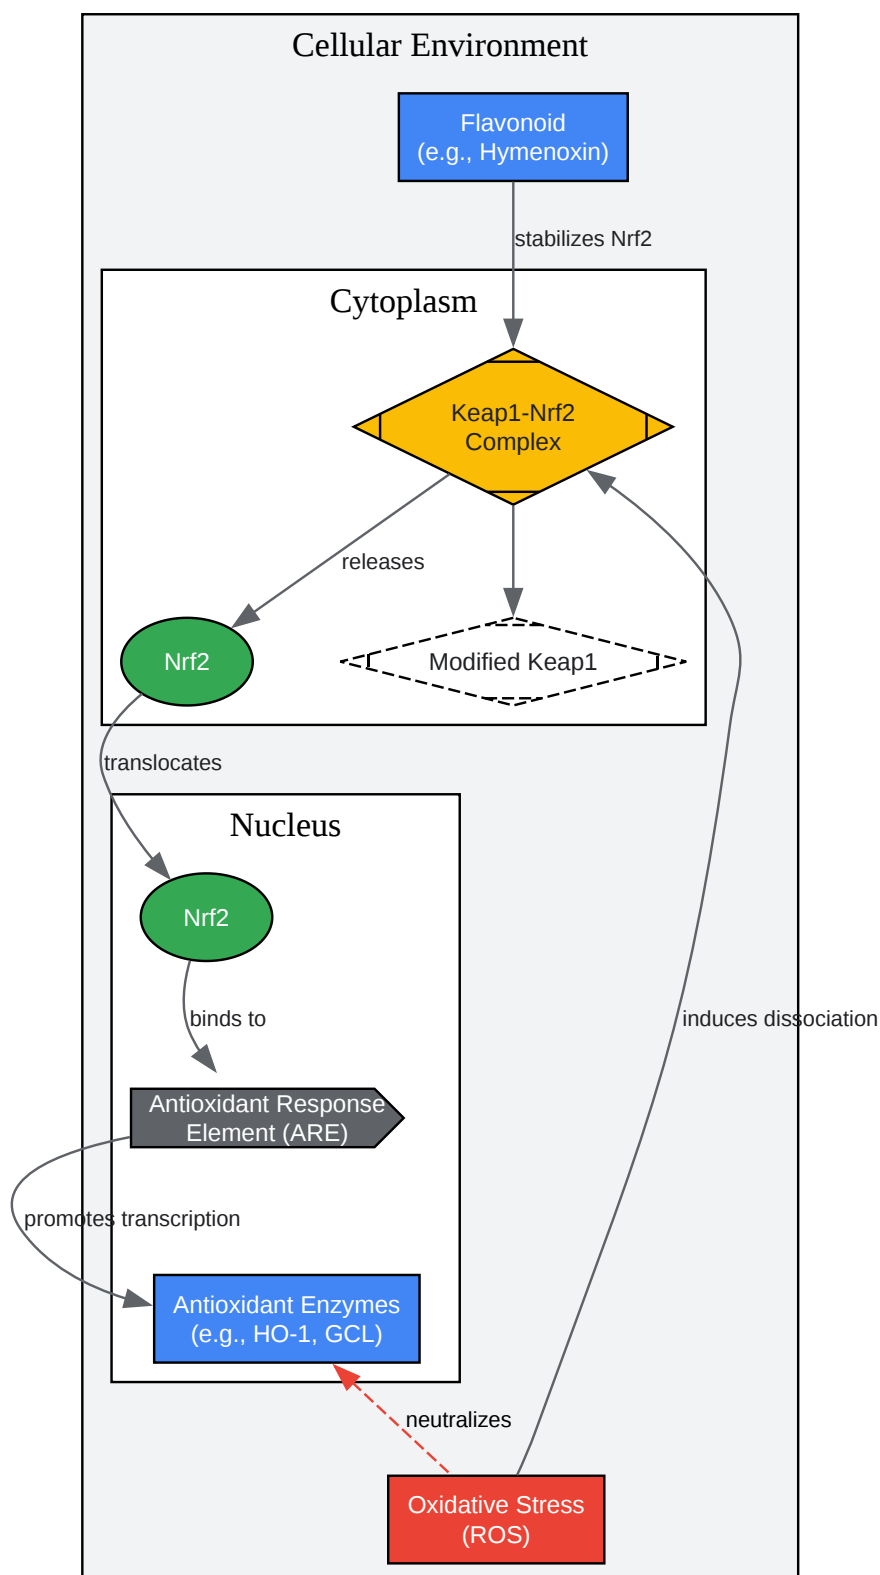 Cellular Environment
Flavonoid
(e.g., Hymenoxin)
stabilizes Nrf2
Cytoplasm
Keap1-Nrf2
Complex
releases
Nrf2
Modified Keap1
translocates
Nucleus
Nrf2
binds to
induces dissociation
Antioxidant Response
Element (ARE)
promotes transcription
Antioxidant Enzymes
(e.g., HO-1, GCL)
neutralizes
Oxidative Stress
(ROS)